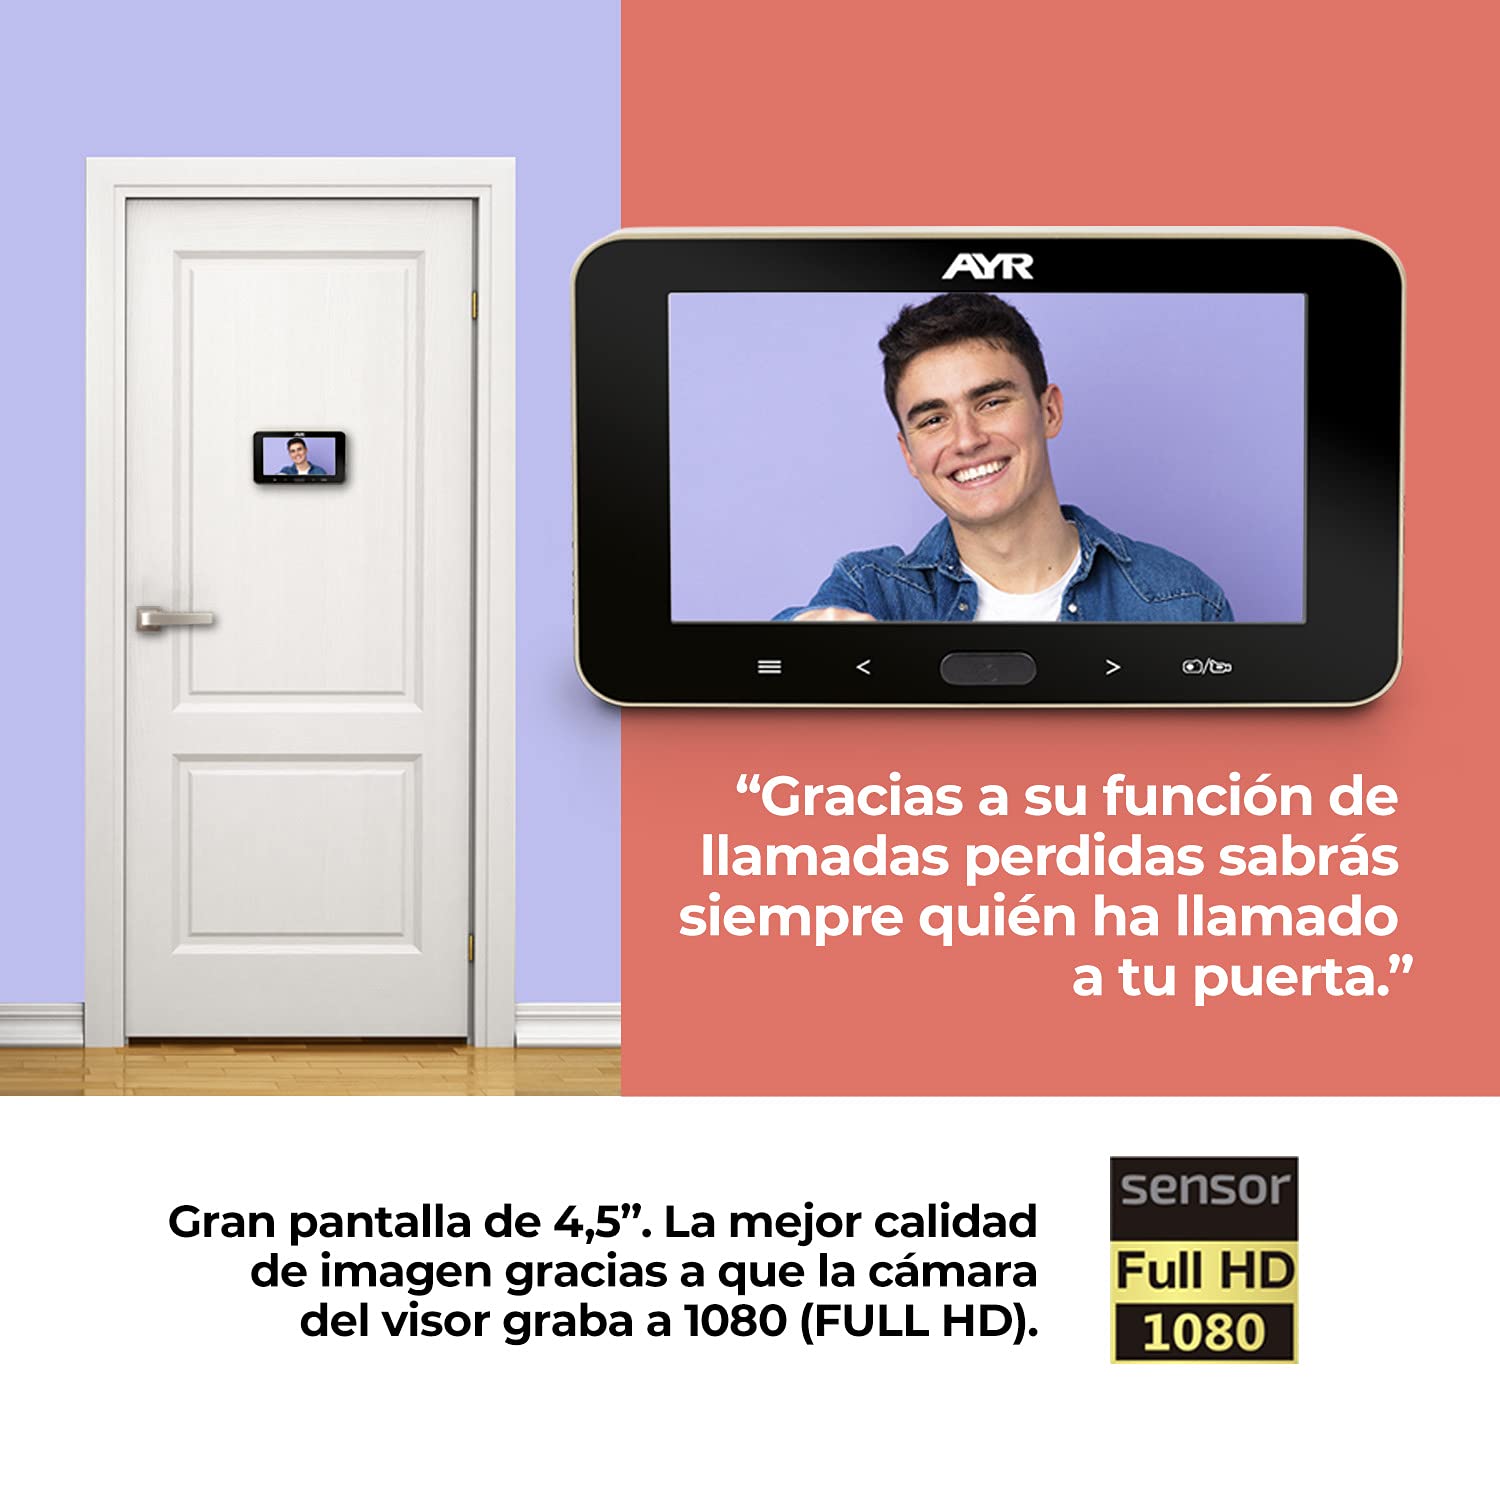 AYR
AYR
“Gracias a su función de
llamadas perdidas sabrás
siempre quién ha llamado
a tu puerta.”
Gran pantalla de 4,5”. La mejor calidad
de imagen gracias a que la cámara
del visor graba a 1080 (FULL HD).
sensor
Full HD
1080